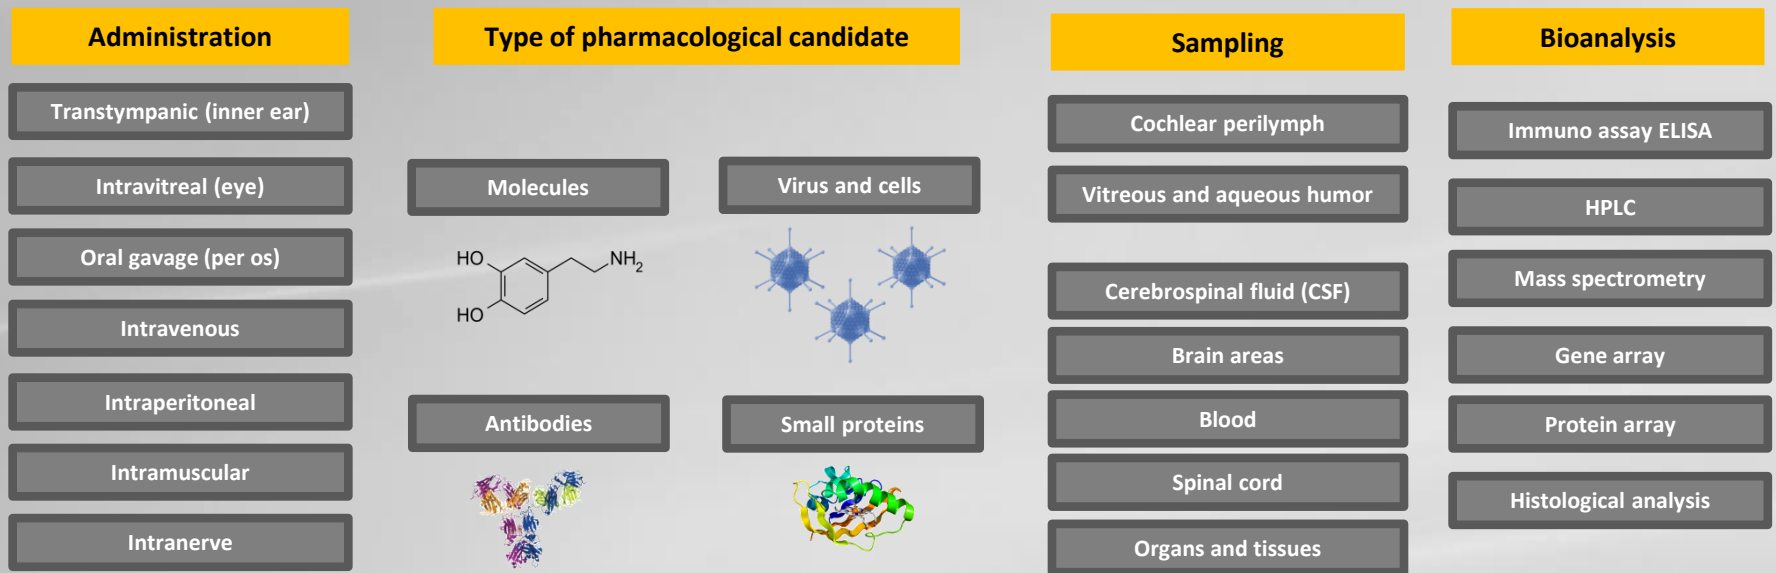 Administration
Transtympanic (inner ear)
Intravitreal (eye)
Oral gavage (per os)
Intravenous
Intraperitoneal
Intramuscular
Intranerve
Type of pharmacological candidate
Molecules
HO
NH2
HO
Virus and cells
Antibodies
Small proteins
Sampling
Cochlear perilymph
Vitreous and aqueous humor
Cerebrospinal fluid (CSF)
Brain areas
Blood
Spinal cord
Organs and tissues
Bioanalysis
Immuno assay ELISA
HPLC
Mass spectrometry
Gene array
Protein array
Histological analysis